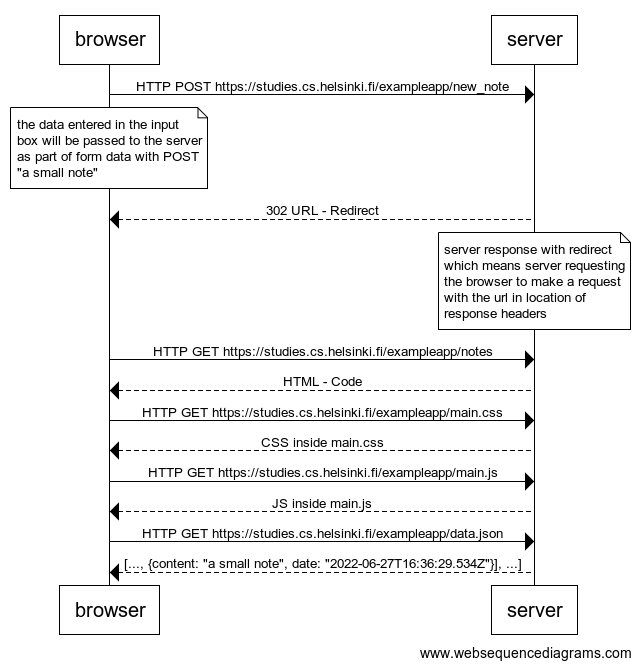 browser
server
HTTP POST https://studies.cs.helsinki.fi/exampleapp/new_note
the data entered in the input
box will be passed to the server
as part of form data with POST
"a small note"
302 URL - Redirect
server response with redirect
which means server requesting
the browser to make a request
with the url in location of
response headers
HTTP GET https://studies.cs.helsinki.fi/exampleapp/notes
HTML - Code
HTTP GET https://studies.cs.helsinki.fi/exampleapp/main.css
CSS inside main.css
HTTP GET https://studies.cs.helsinki.fi/exampleapp/main.js
JS inside main.js
HTTP GET https://studies.cs.helsinki.fi/exampleapp/data.json
[..., {content: "a small note", date: "2022-06-27T16:36:29.534Z"}], ...]
browser
server
www.websequencediagrams.com